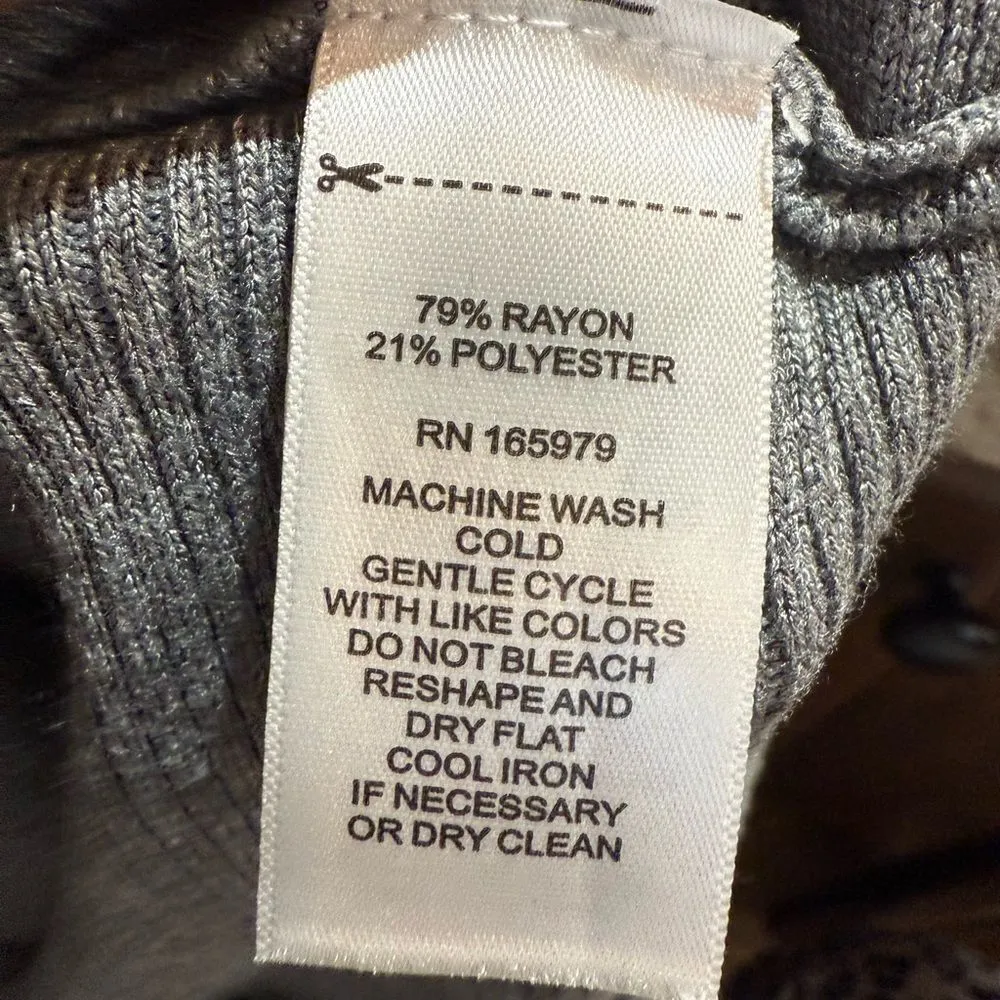 79% RAYON
21% POLYESTER
RN 165979
MACHINE WASH
COLD
GENTLE CYCLE
WITH LIKE COLORS
DO NOT BLEACH
RESHAPE AND
DRY FLAT
COOL IRON
IF NECESSARY
OR DRY CLEAN